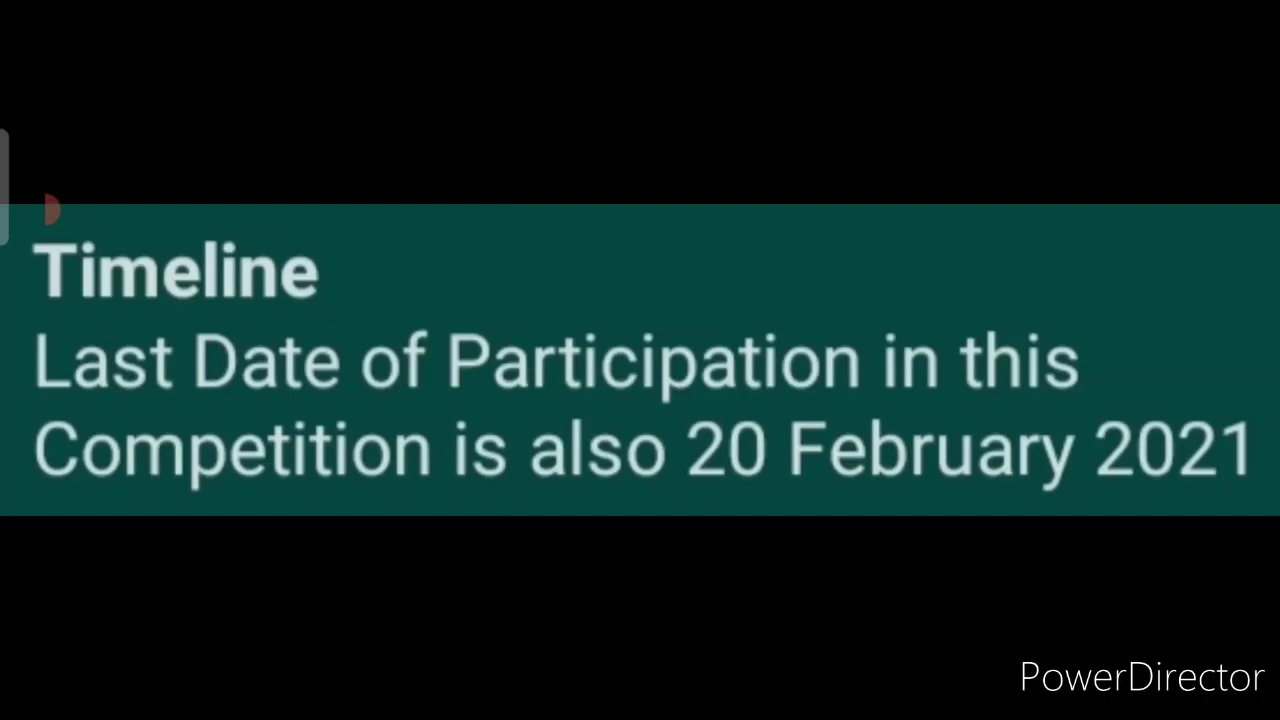 Timeline
Last Date of Participation in this
Competition is also 20 February 2021
PowerDirector